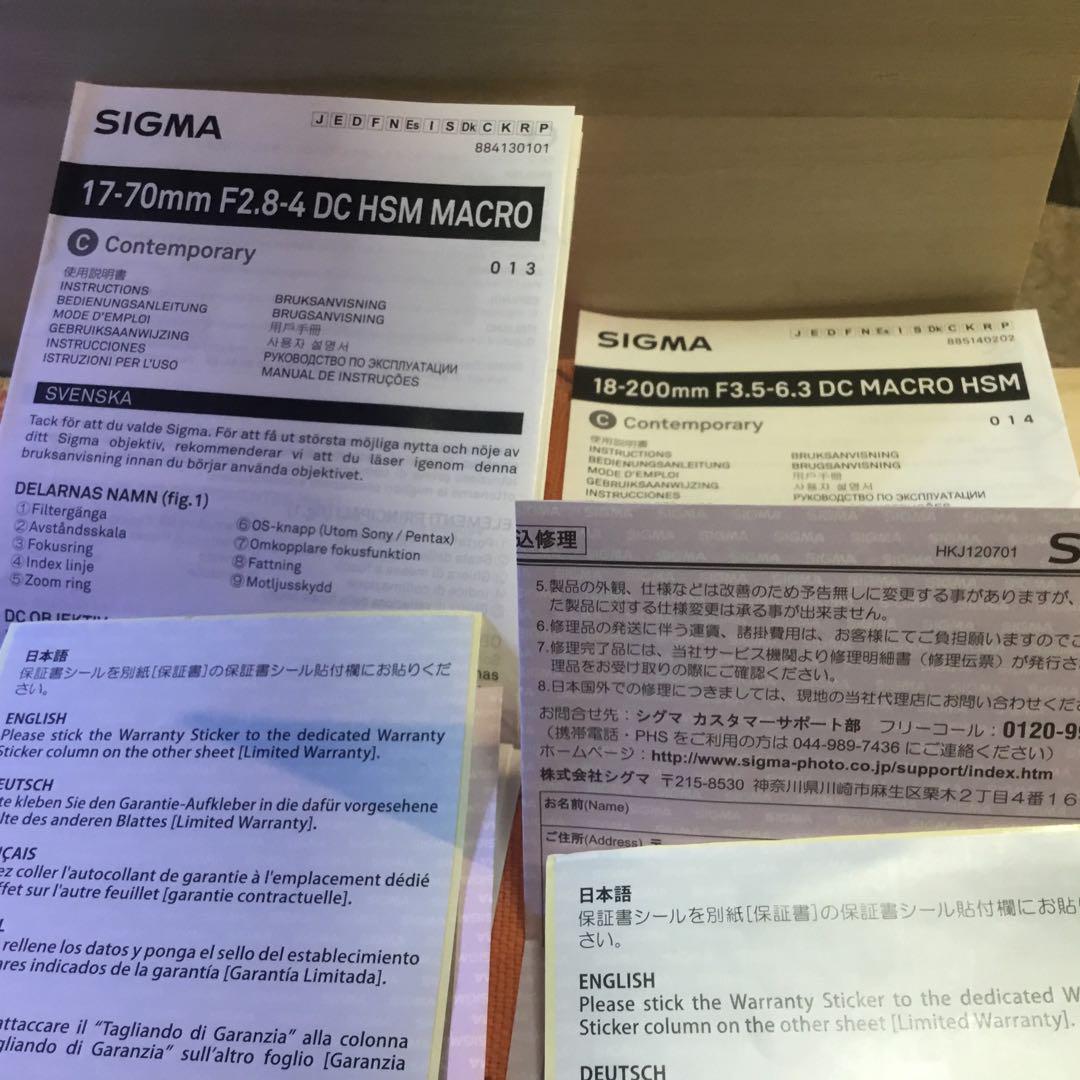 SIGMA
J E D F N Es I S Dk C K R P
884130101
17-70mm F2.8-4 DC HSM MACRO
C Contemporary
013
使用説明書
INSTRUCTIONS
BEDIENUNGSANLEITUNG
MODE D'EMPLOI
GEBRUIKSAANWIJZING
INSTRUCCIONES
ISTRUZIONI PER L'USO
BRUKSANVISNING
BRUGSANVISNING
用戶手冊
사용자 설명서
РУКОВОДСТВО ПО ЭКСПЛУАТАЦИИ
MANUAL DE INSTRUÇÕES
SVENSKA
Tack för att du valde Sigma. För att få ut största möjliga nytta och nöje av
ditt Sigma objektiv, rekommenderar vi att du läser igenom denna
bruksanvisning innan du börjar använda objektivet.
DELARNAS NAMN (fig.1)
①Filtergänga
②Avståndsskala
③Fokusring
④Index linje
⑤Zoom ring
⑥OS-knapp (Utom Sony / Pentax)
⑦Omkopplare fokusfunktion
⑧Fattning
⑨Motljusskydd
DC OBJEKTIV
SIGMA
J E D F N Es I S Dk C K R P
885140202
18-200mm F3.5-6.3 DC MACRO HSM
C Contemporary
014
使用説明書
INSTRUCTIONS
BEDIENUNGSANLEITUNG
MODE D'EMPLOI
GEBRUIKSAANWIJZING
INSTRUCCIONES
BRUKSANVISNING
BRUGSANVISNING
用戶手冊
사용자 설명서
РУКОВОДСТВО ПО ЭКСПЛУАТАЦИИ
込修理
HKJ120701
S
5.製品の外観、仕様などは改善のため予告無しに変更する事がありますが、
た製品に対する仕様変更は承る事が出来ません。
6.修理品の発送に伴う運賃、諸掛費用は、お客様にてご負担願いますのでご
7.修理完了品には、当社サービス機関より修理明細書（修理伝票）が発行さ
理品をお受け取りの際にご確認ください。
8.日本国外での修理につきましては、現地の当社代理店にお問い合わせくだ
お問合せ先：シグマ カスタマーサポート部 フリーコール：0120-99
（携帯電話・PHS をご利用の方は 044-989-7436 にご連絡ください）
ホームページ：http://www.sigma-photo.co.jp/support/index.htm
株式会社シグマ 〒215-8530 神奈川県川崎市麻生区栗木２丁目４番１６
お名前(Name)
ご住所(Address) 〒
日本語
保証書シールを別紙[保証書]の保証書シール貼付欄にお貼りくだ
さい。
ENGLISH
Please stick the Warranty Sticker to the dedicated Warranty
Sticker column on the other sheet [Limited Warranty].
DEUTSCH
te kleben Sie den Garantie-Aufkleber in die dafür vorgesehene
lte des anderen Blattes [Limited Warranty].
ÇAIS
ez coller l'autocollant de garantie à l'emplacement dédié
ffet sur l'autre feuillet [garantie contractuelle].
L
rellene los datos y ponga el sello del establecimiento
ares indicados de la garantía [Garantía Limitada].
attaccare il “Tagliando di Garanzia” alla colonna
gliando di Garanzia” sull'altro foglio [Garanzia
日本語
保証書シールを別紙[保証書]の保証書シール貼付欄にお貼り
さい。
ENGLISH
Please stick the Warranty Sticker to the dedicated W
Sticker column on the other sheet [Limited Warranty].
DEUTSCH